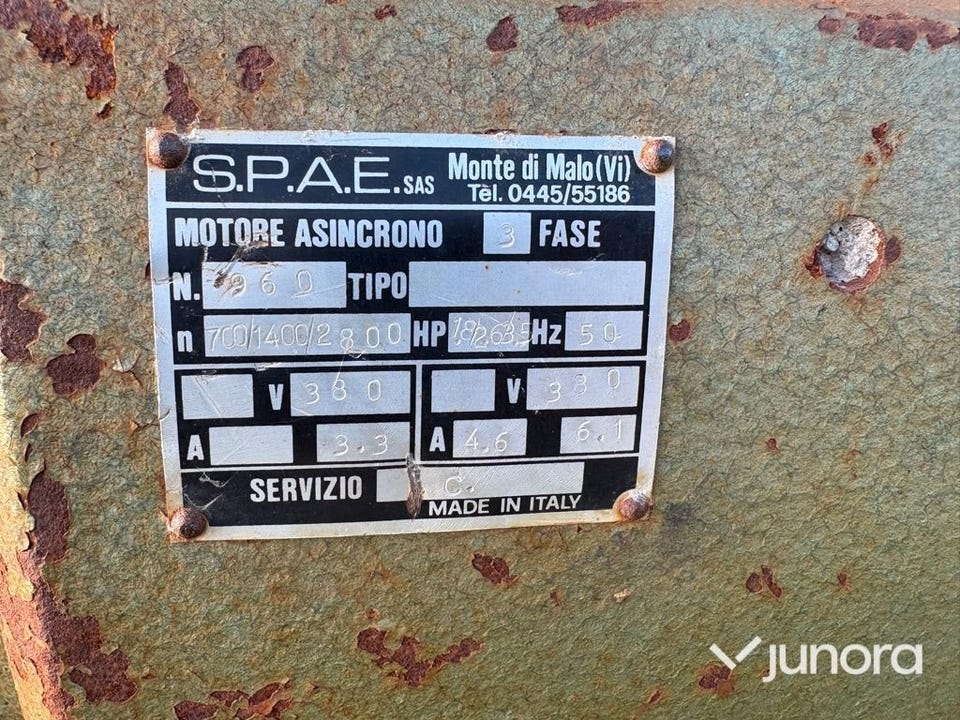 S.P.A.E. SAS Monte di Malo (Vi)
Tel. 0445/55186
MOTORE ASINCRONO 3 FASE
N. 960 TIPO
n 700/1400/2800 HP Hz 50
V 380 V 380
A 3.3 A 4,6 6.1
SERVIZIO C.
MADE IN ITALY
junora